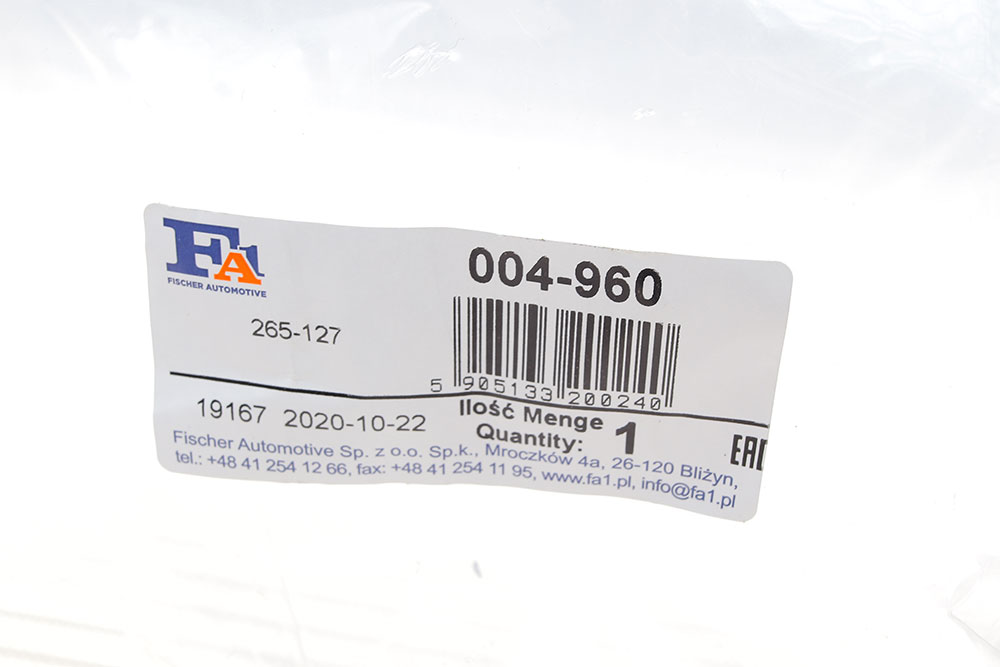 FA1
FISCHER AUTOMOTIVE
004-960
265-127
5 905133 200240
19167 2020-10-22
Ilość Menge
Quantity: 1
EAC
Fischer Automotive Sp. z o.o. Sp.k., Mroczków 4a, 26-120 Bliżyn,
tel.: +48 41 254 12 66, fax: +48 41 254 11 95, www.fa1.pl, info@fa1.pl